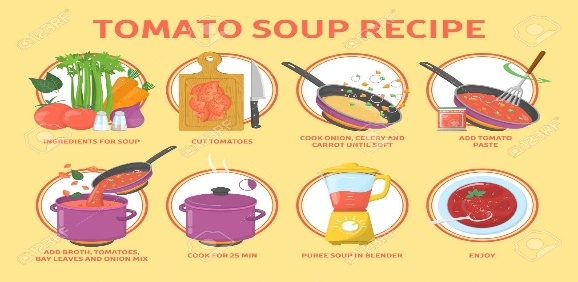 TOMATO SOUP RECIPE
INGREDIENTS FOR SOUP
CUT TOMATOES
COOK ONION, CELERY AND
CARROT UNTIL SOFT
ADD TOMATO
PASTE
ADD BROTH, TOMATOES,
BAY LEAVES AND ONION MIX
COOK FOR 25 MIN
PUREE SOUP IN BLENDER
ENJOY